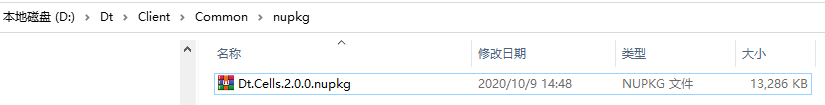 本地磁盘 (D:) › Dt › Client › Common › nupkg
名称 修改日期 类型 大小
Dt.Cells.2.0.0.nupkg 2020/10/9 14:48 NUPKG 文件 13,286 KB